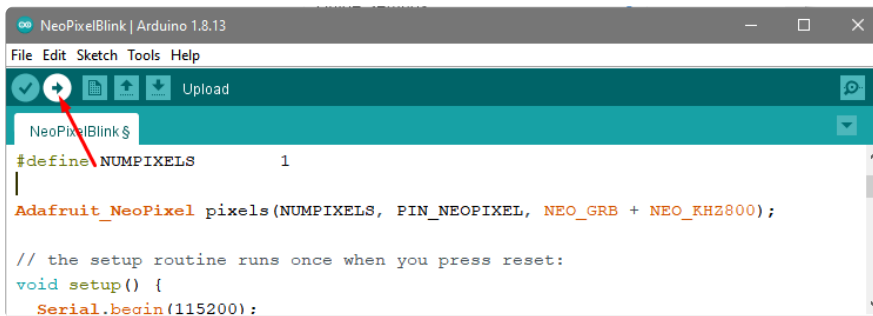 NeoPixelBlink | Arduino 1.8.13
File Edit Sketch Tools Help
Upload
NeoPixelBlink §
#define NUMPIXELS 1
Adafruit_NeoPixel pixels(NUMPIXELS, PIN_NEOPIXEL, NEO_GRB + NEO_KHZ800);
// the setup routine runs once when you press reset:
void setup() {
Serial.begin(115200);